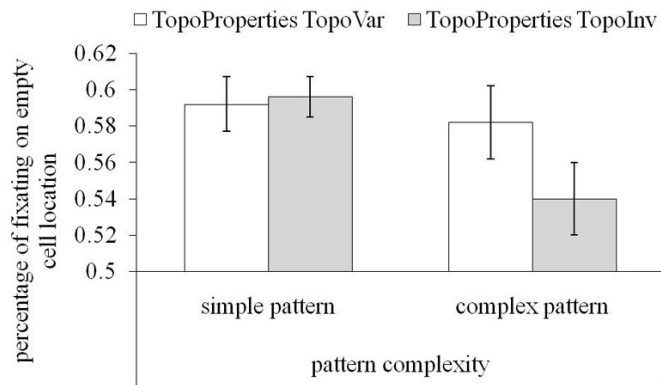 TopoProperties TopoVar TopoProperties TopoInv
percentage of fixating on empty
cell location
0.62
0.6
0.58
0.56
0.54
0.52
0.5
simple pattern complex pattern
pattern complexity